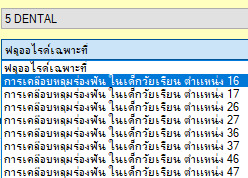 5 DENTAL
ฟลูออไรด์เฉพาะที่
ฟลูออไรด์เฉพาะที่
การเคลือบหลุมร่องฟัน ในเด็กวัยเรียน ตำแหน่ง 16
การเคลือบหลุมร่องฟัน ในเด็กวัยเรียน ตำแหน่ง 17
การเคลือบหลุมร่องฟัน ในเด็กวัยเรียน ตำแหน่ง 26
การเคลือบหลุมร่องฟัน ในเด็กวัยเรียน ตำแหน่ง 27
การเคลือบหลุมร่องฟัน ในเด็กวัยเรียน ตำแหน่ง 36
การเคลือบหลุมร่องฟัน ในเด็กวัยเรียน ตำแหน่ง 37
การเคลือบหลุมร่องฟัน ในเด็กวัยเรียน ตำแหน่ง 46
การเคลือบหลุมร่องฟัน ในเด็กวัยเรียน ตำแหน่ง 47